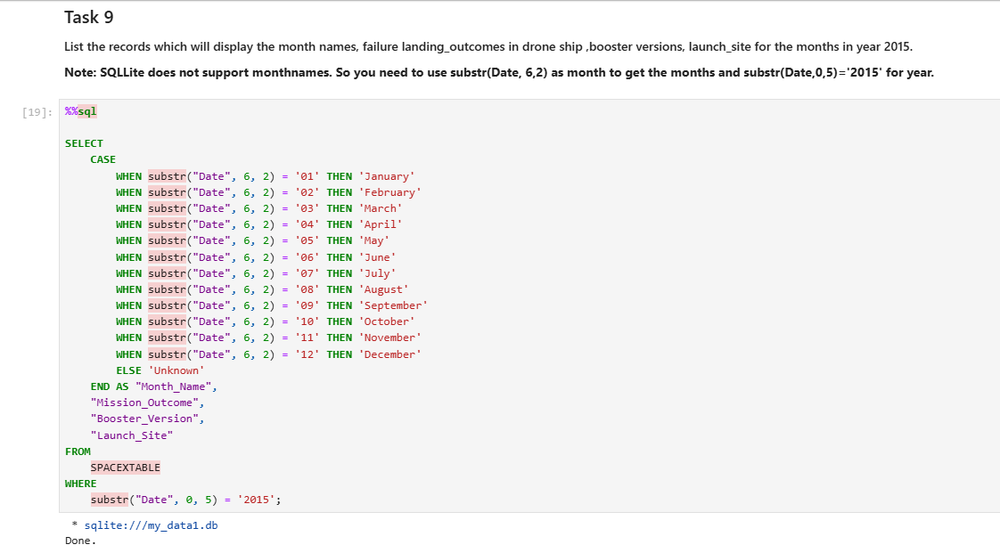 Task 9
List the records which will display the month names, failure landing_outcomes in drone ship ,booster versions, launch_site for the months in year 2015.
Note: SQLLite does not support monthnames. So you need to use substr(Date, 6,2) as month to get the months and substr(Date,0,5)='2015' for year.
[19]: %%sql
SELECT
    CASE
        WHEN substr("Date", 6, 2) = '01' THEN 'January'
        WHEN substr("Date", 6, 2) = '02' THEN 'February'
        WHEN substr("Date", 6, 2) = '03' THEN 'March'
        WHEN substr("Date", 6, 2) = '04' THEN 'April'
        WHEN substr("Date", 6, 2) = '05' THEN 'May'
        WHEN substr("Date", 6, 2) = '06' THEN 'June'
        WHEN substr("Date", 6, 2) = '07' THEN 'July'
        WHEN substr("Date", 6, 2) = '08' THEN 'August'
        WHEN substr("Date", 6, 2) = '09' THEN 'September'
        WHEN substr("Date", 6, 2) = '10' THEN 'October'
        WHEN substr("Date", 6, 2) = '11' THEN 'November'
        WHEN substr("Date", 6, 2) = '12' THEN 'December'
        ELSE 'Unknown'
    END AS "Month_Name",
    "Mission_Outcome",
    "Booster_Version",
    "Launch_Site"
FROM
    SPACEXTABLE
WHERE
    substr("Date", 0, 5) = '2015';
 * sqlite:///my_data1.db
Done.